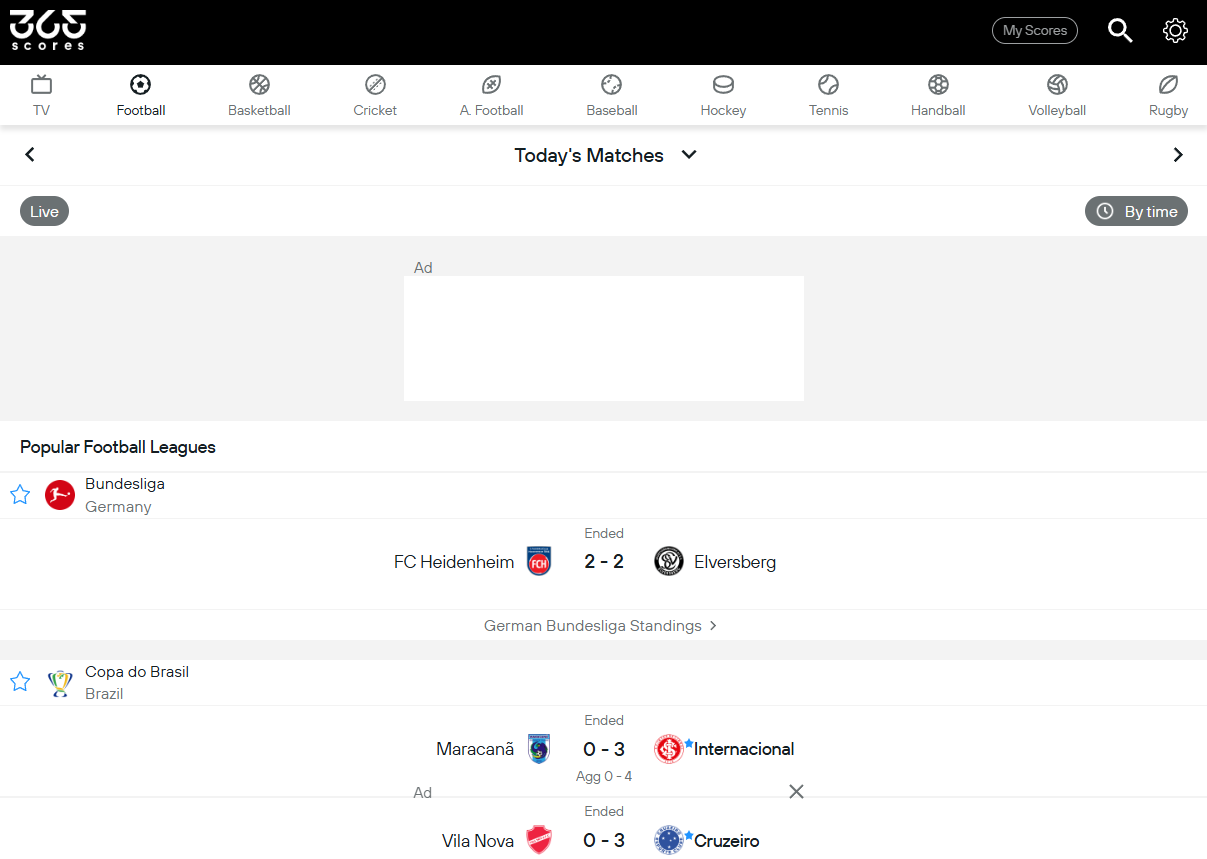 365
scores
My Scores
TV
Football
Basketball
Cricket
A. Football
Baseball
Hockey
Tennis
Handball
Volleyball
Rugby
Today's Matches
Live
By time
Ad
Popular Football Leagues
Bundesliga
Germany
Ended
FC Heidenheim FCH 2 - 2 Elversberg
German Bundesliga Standings
Copa do Brasil
Brazil
Ended
Maracanã 0 - 3 Internacional
Agg 0 - 4
Ad
Ended
Vila Nova 0 - 3 Cruzeiro